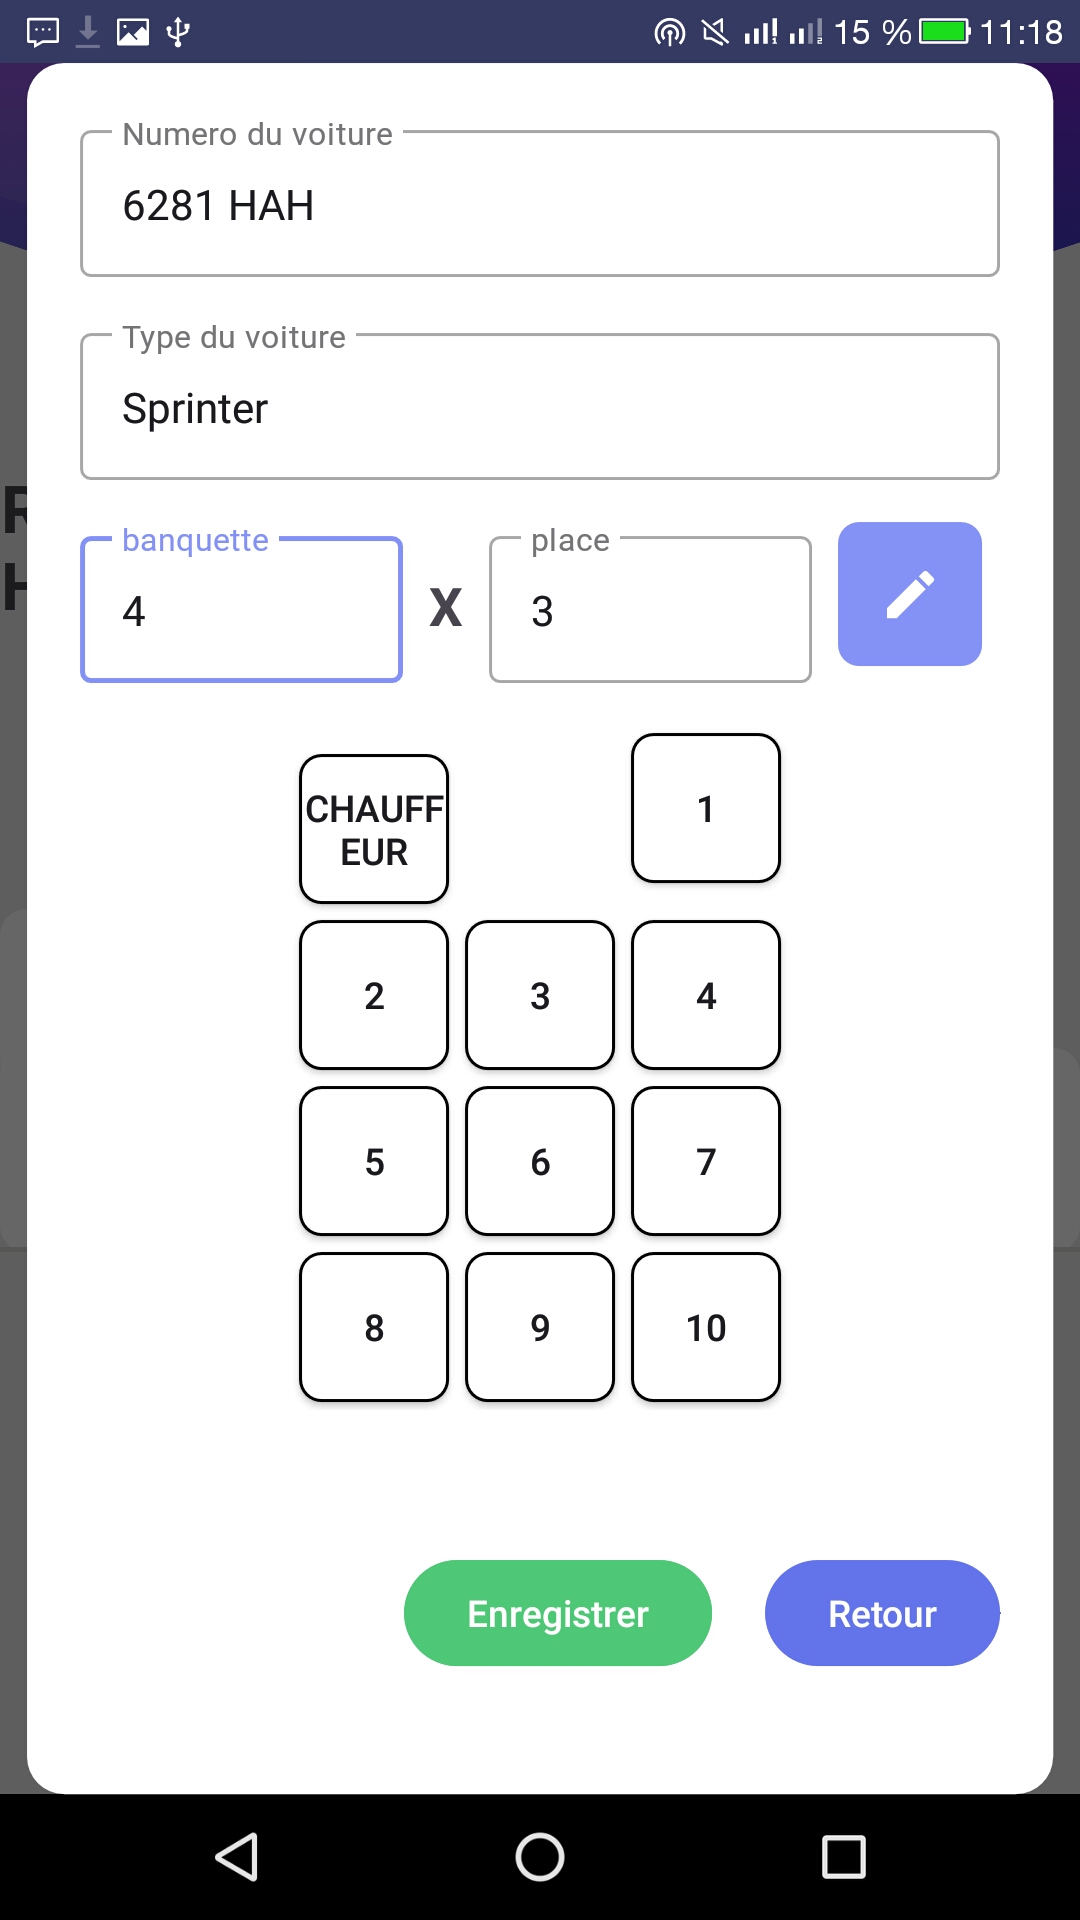 15 % 11:18
Numero du voiture
6281 HAH
Type du voiture
Sprinter
banquette place
4 X 3
CHAUFF
EUR
1
2 3 4
5 6 7
8 9 10
Enregistrer Retour